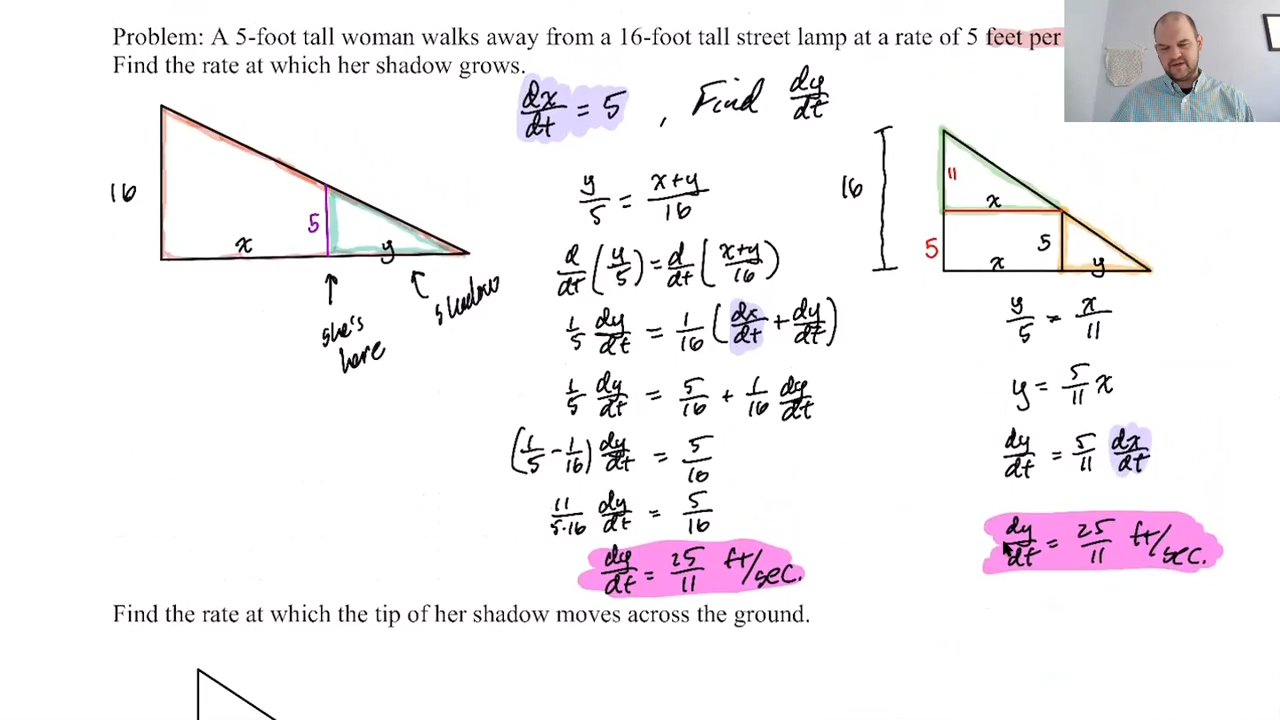 Problem: A 5-foot tall woman walks away from a 16-foot tall street lamp at a rate of 5 feet per
Find the rate at which her shadow grows.
dx/dt = 5 , Find dy/dt
16
5
x
y
she's
here
shadow
y/5 = (x+y)/16
d/dt (y/5) = d/dt ((x+y)/16)
1/5 dy/dt = 1/16 (dx/dt + dy/dt)
1/5 dy/dt = 5/16 + 1/16 dy/dt
(1/5 - 1/16) dy/dt = 5/16
11/5·16 dy/dt = 5/16
dy/dt = 25/11 ft/sec.
16
11
x
5
5
x
y
y/5 = x/11
y = 5/11 x
dy/dt = 5/11 dx/dt
dy/dt = 25/11 ft/sec.
Find the rate at which the tip of her shadow moves across the ground.